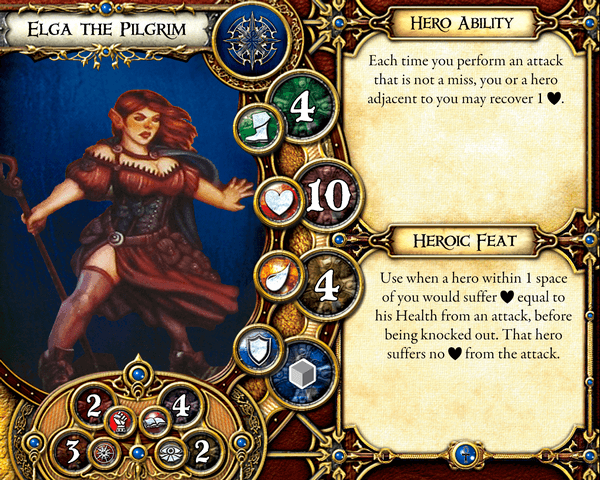 Elga the Pilgrim
4
10
4
2
4
3
2
Hero Ability
Each time you perform an attack
that is not a miss, you or a hero
adjacent to you may recover 1 ♥.
Heroic Feat
Use when a hero within 1 space
of you would suffer ♥ equal to
his Health from an attack, before
being knocked out. That hero
suffers no ♥ from the attack.